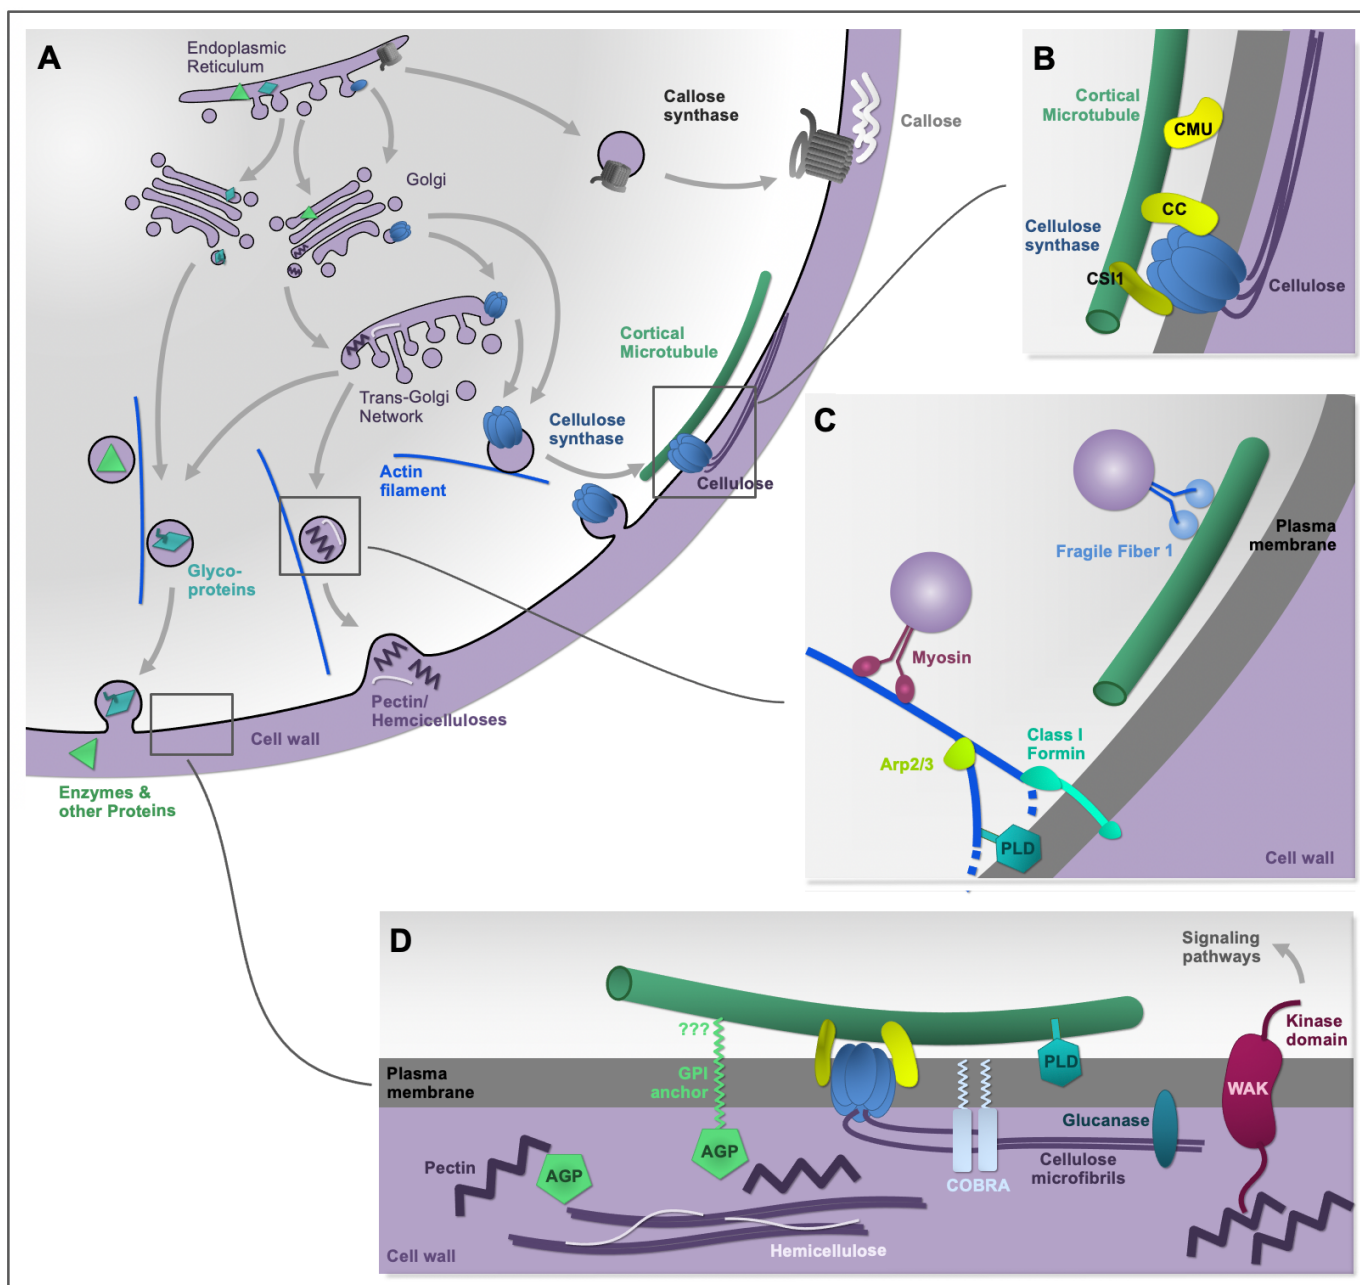 A
Endoplasmic
Reticulum
Golgi
Callose
synthase
Callose
Trans-Golgi
Network
Cortical
Microtubule
Cellulose
synthase
Cellulose
Actin
filament
Glyco-
proteins
Pectin/
Hemcicelluloses
Cell wall
Enzymes &
other Proteins
B
Cortical
Microtubule
CMU
CC
Cellulose
synthase
CSI1
Cellulose
C
Fragile Fiber 1
Plasma
membrane
Myosin
Arp2/3
Class I
Formin
PLD
Cell wall
D
Signaling
pathways
???
Kinase
domain
Plasma
membrane
GPI
anchor
PLD
WAK
Glucanase
AGP
Pectin
AGP
COBRA
Cellulose
microfibrils
Hemicellulose
Cell wall